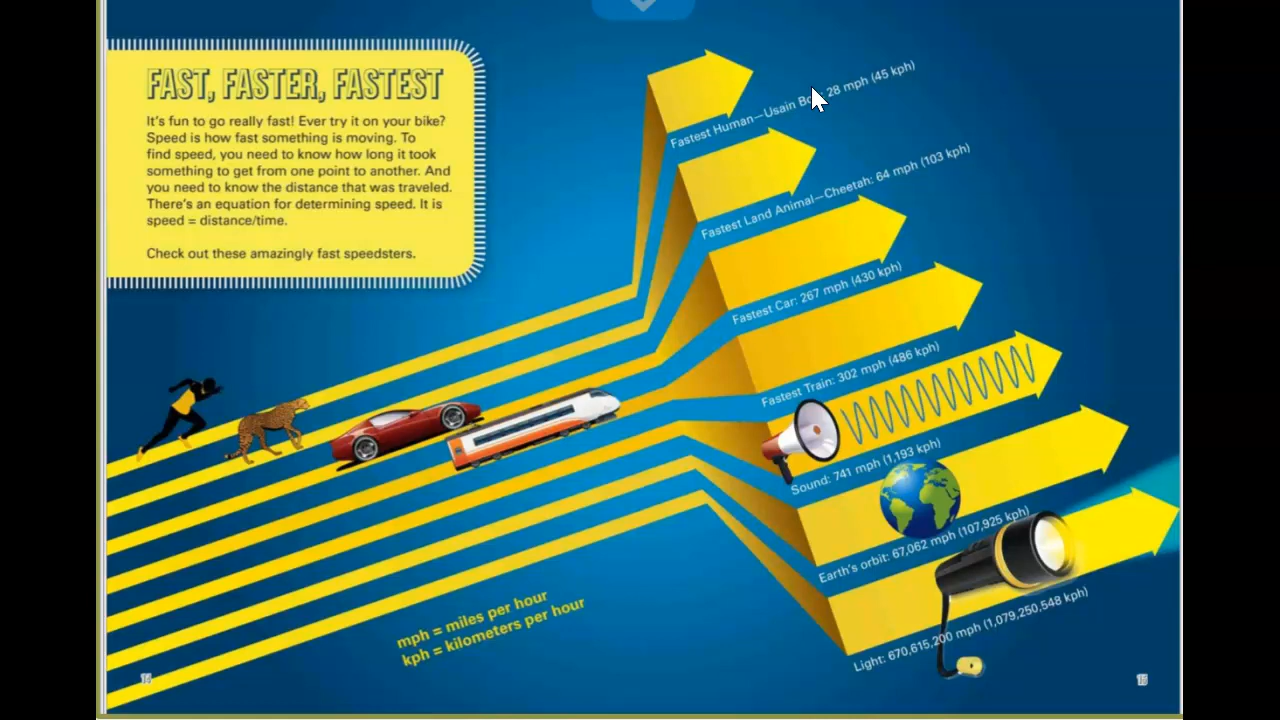 FAST, FASTER, FASTEST
It's fun to go really fast! Ever try it on your bike?
Speed is how fast something is moving. To
find speed, you need to know how long it took
something to get from one point to another. And
you need to know the distance that was traveled.
There's an equation for determining speed. It is
speed = distance/time.
Check out these amazingly fast speedsters.
Fastest Human—Usain 28 mph (45 kph)
Fastest Land Animal—Cheetah: 64 mph (103 kph)
Fastest Car: 267 mph (430 kph)
Fastest Train: 302 mph (486 kph)
Sound: 741 mph (1,193 kph)
Earth's orbit: 67,062 mph (107,925 kph)
Light: 670,615,200 mph (1,079,250,548 kph)
mph = miles per hour
kph = kilometers per hour
14
15